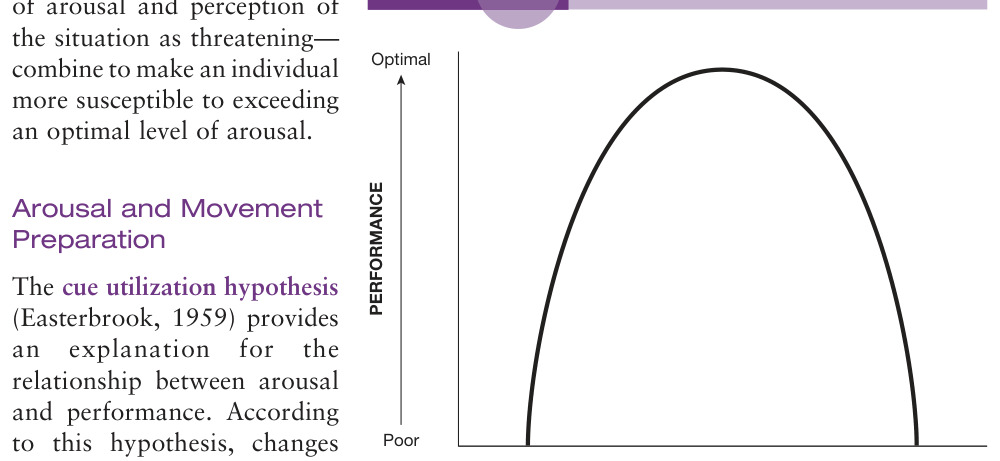 of arousal and perception of
the situation as threatening—
combine to make an individual
more susceptible to exceeding
an optimal level of arousal.
Arousal and Movement
Preparation
The cue utilization hypothesis
(Easterbrook, 1959) provides
an explanation for the
relationship between arousal
and performance. According
to this hypothesis, changes
Optimal
PERFORMANCE
Poor